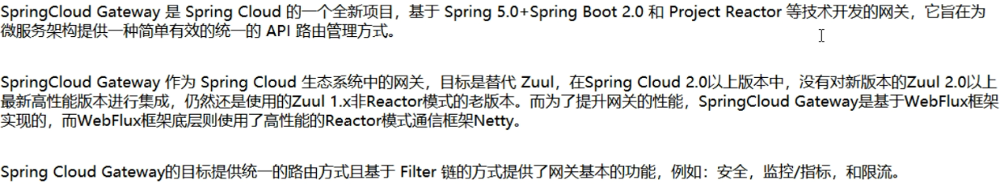 SpringCloud Gateway 是 Spring Cloud 的一个全新项目，基于 Spring 5.0+Spring Boot 2.0 和 Project Reactor 等技术开发的网关，它旨在为
微服务架构提供一种简单有效的统一的 API 路由管理方式。
SpringCloud Gateway 作为 Spring Cloud 生态系统中的网关，目标是替代 Zuul，在Spring Cloud 2.0以上版本中，没有对新版本的Zuul 2.0以上
最新高性能版本进行集成，仍然还是使用的Zuul 1.x非Reactor模式的老版本。而为了提升网关的性能，SpringCloud Gateway是基于WebFlux框架
实现的，而WebFlux框架底层则使用了高性能的Reactor模式通信框架Netty。
Spring Cloud Gateway的目标提供统一的路由方式且基于 Filter 链的方式提供了网关基本的功能，例如：安全，监控/指标，和限流。